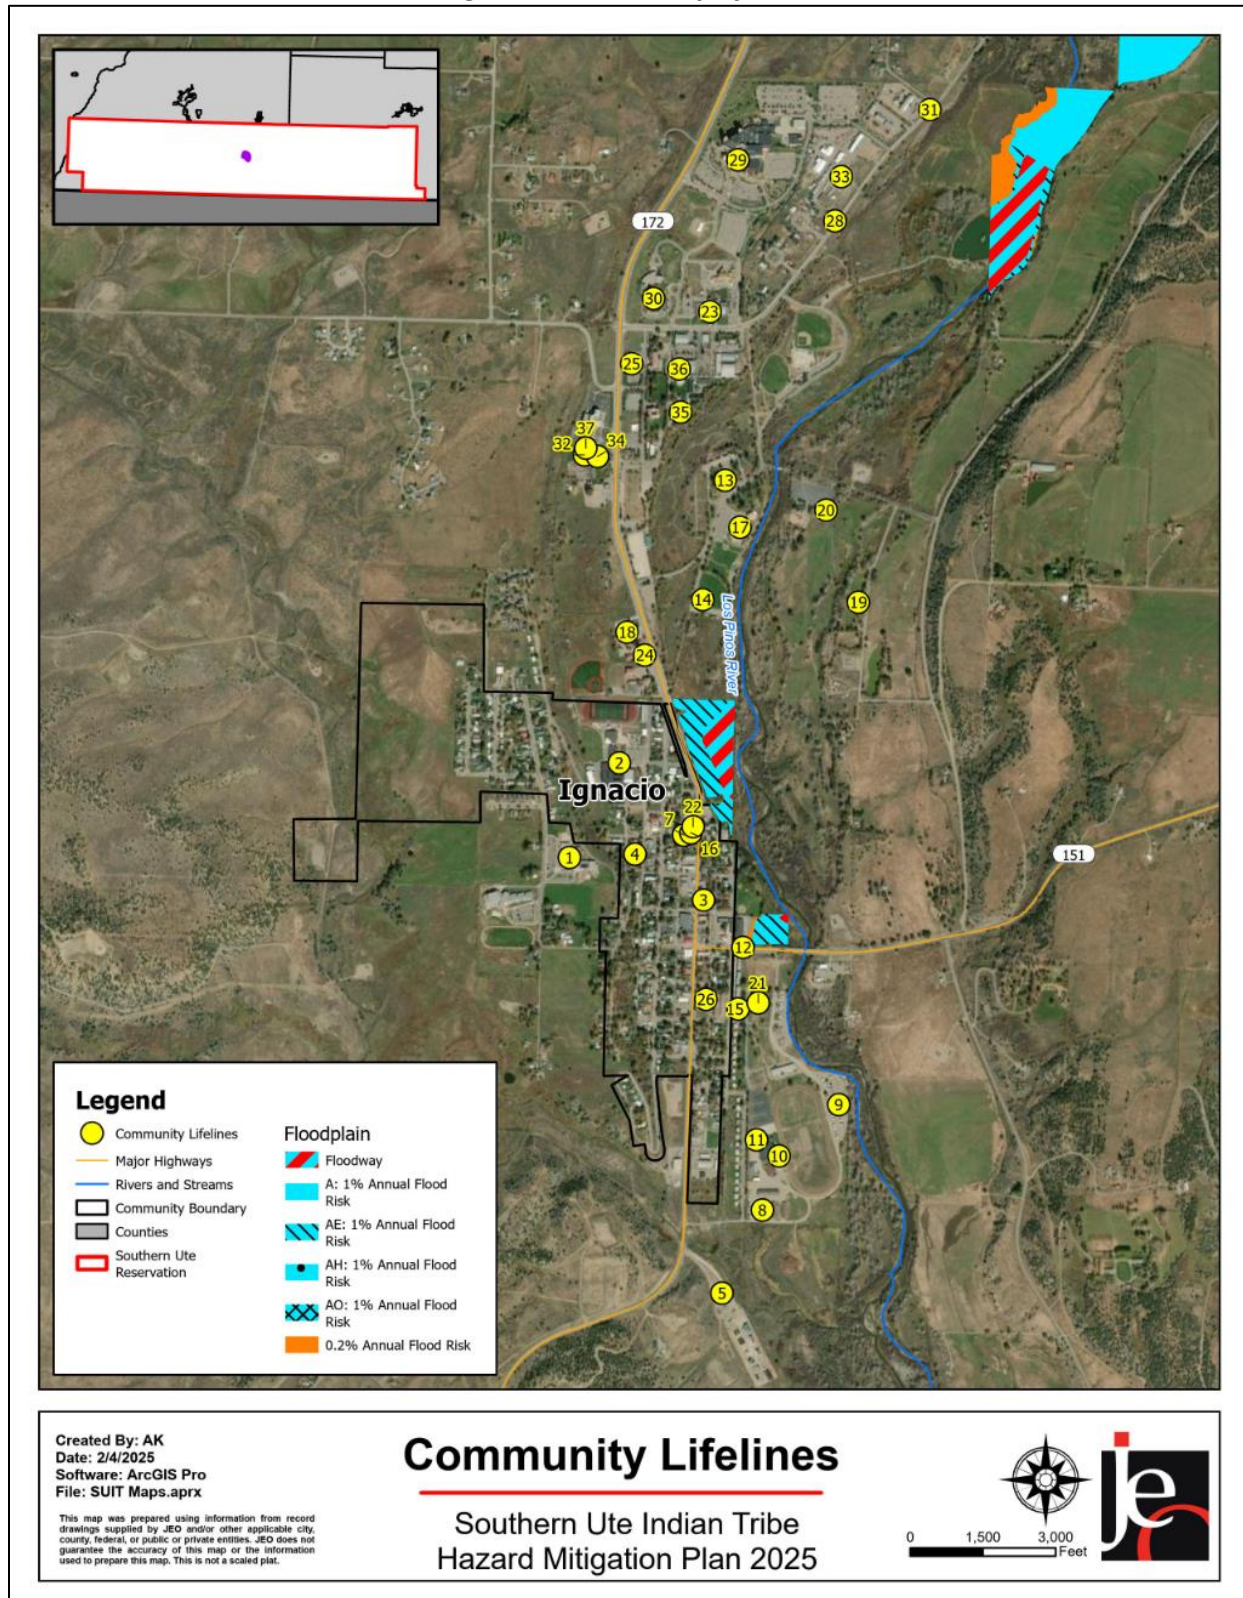 31
29
33
172
28
30
23
25
36
35
37
32
34
13
20
17
14
19
Los Pinos River
18
24
2
Ignacio
22
7
16
1
4
151
3
12
21
26
15
9
11
10
8
5
Legend
Community Lifelines
Major Highways
Rivers and Streams
Community Boundary
Counties
Southern Ute
Reservation
Floodplain
Floodway
A: 1% Annual Flood
Risk
AE: 1% Annual Flood
Risk
AH: 1% Annual Flood
Risk
AO: 1% Annual Flood
Risk
0.2% Annual Flood Risk
Created By: AK
Date: 2/4/2025
Software: ArcGIS Pro
File: SUIT Maps.aprx
This map was prepared using information from record
drawings supplied by JEO and/or other applicable city,
county, federal, or public or private entities. JEO does not
guarantee the accuracy of this map or the information
used to prepare this map. This is not a scaled plat.
Community Lifelines
Southern Ute Indian Tribe
Hazard Mitigation Plan 2025
0 1,500 3,000
Feet
jeo